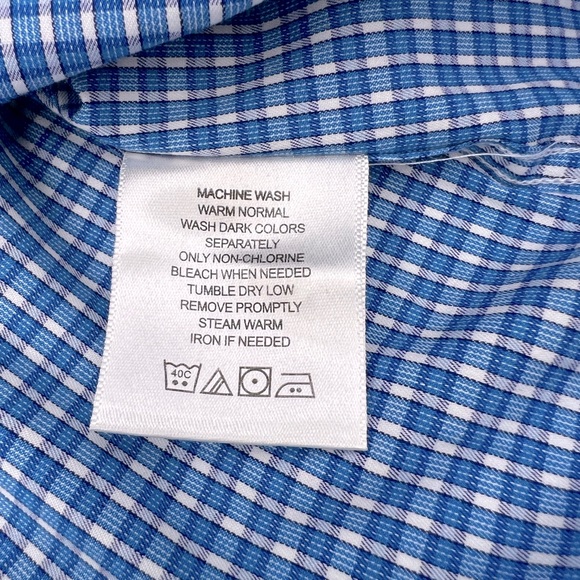 MACHINE WASH
WARM NORMAL
WASH DARK COLORS
SEPARATELY
ONLY NON-CHLORINE
BLEACH WHEN NEEDED
TUMBLE DRY LOW
REMOVE PROMPTLY
STEAM WARM
IRON IF NEEDED
40C